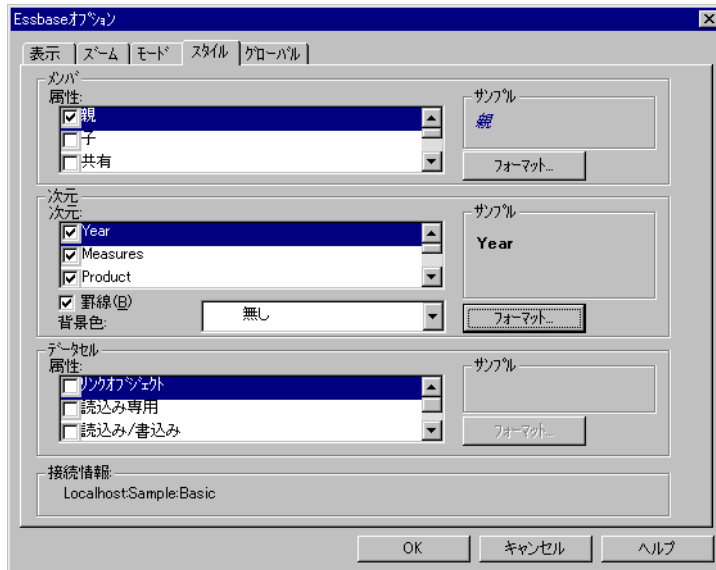 Essbaseｵﾌﾟｼｮﾝ
表示 ｽﾞｰﾑ ﾓｰﾄﾞ ｽﾀｲﾙ ｸﾞﾛｰﾊﾞﾙ
ﾒﾝﾊﾞ
属性:
親
子
共有
ｻﾝﾌﾟﾙ
親
ﾌｫｰﾏｯﾄ...
次元
次元:
Year
Measures
Product
罫線(B)
背景色: 無し
ｻﾝﾌﾟﾙ
Year
ﾌｫｰﾏｯﾄ...
ﾃﾞｰﾀｾﾙ
属性:
ﾘﾝｸｵﾌﾞｼﾞｪｸﾄ
読込み専用
読込み/書込み
ｻﾝﾌﾟﾙ
ﾌｫｰﾏｯﾄ...
接続情報:
Localhost:Sample:Basic
OK ｷｬﾝｾﾙ ヘルプ